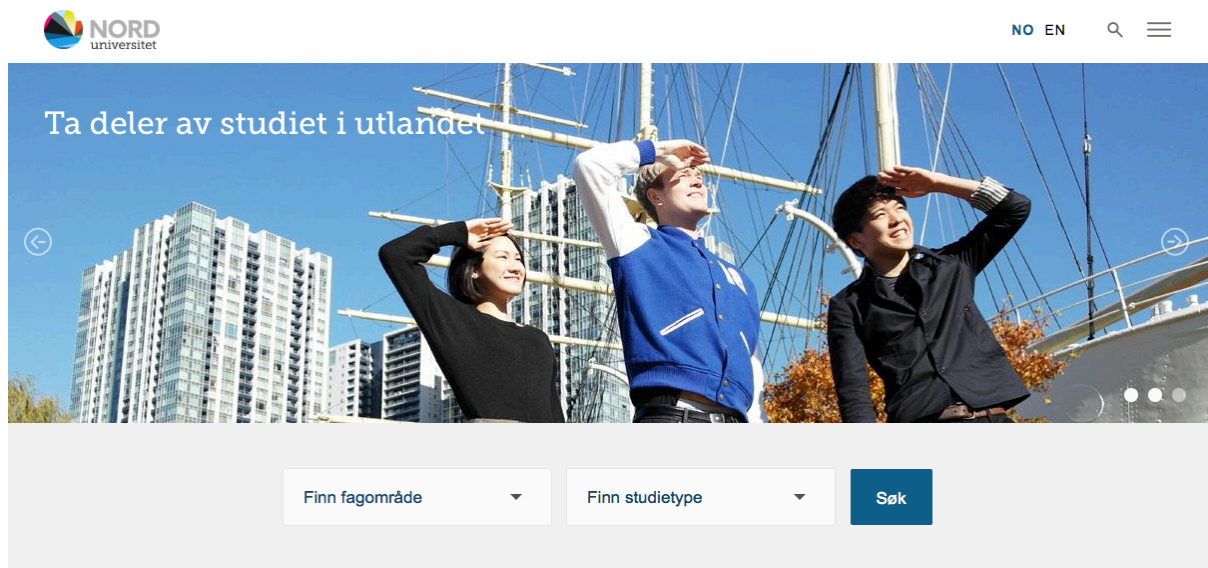 NORD
universitet
NO EN
Ta deler av studiet i utlandet
Finn fagområde
Finn studietype
Søk